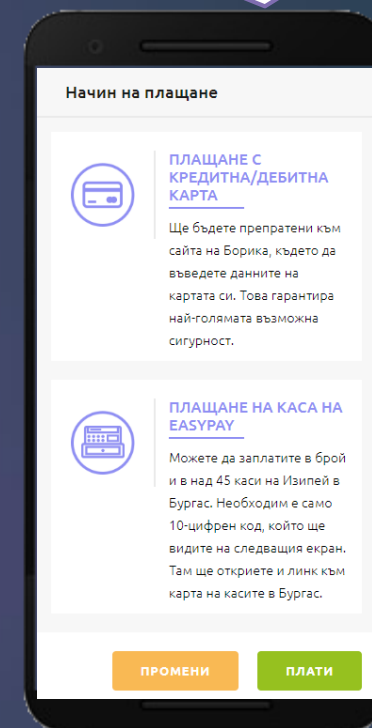 Начин на плащане
ПЛАЩАНЕ С
КРЕДИТНА/ДЕБИТНА
КАРТА
Ще бъдете препратени към
сайта на Борика, където да
въведете данните на
картата си. Това гарантира
най-голямата възможна
сигурност.
ПЛАЩАНЕ НА КАСА НА
EASYPAY
Можете да заплатите в брой
и в над 45 каси на Изипей в
Бургас. Необходим е само
10-цифрен код, който ще
видите на следващия екран.
Там ще откриете и линк към
карта на касите в Бургас.
ПРОМЕНИ ПЛАТИ